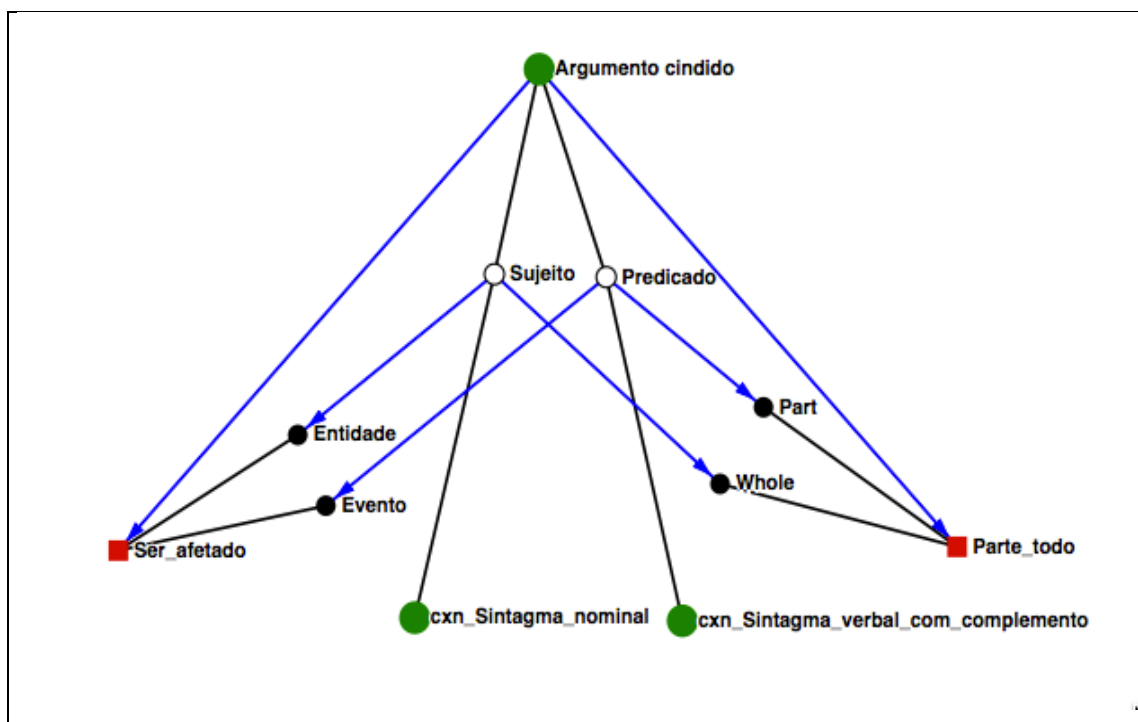 Argumento cindido
Sujeito
Predicado
Part
Entidade
Whole
Evento
Ser_afetado
Parte_todo
cxn_Sintagma_nominal
cxn_Sintagma_verbal_com_complemento